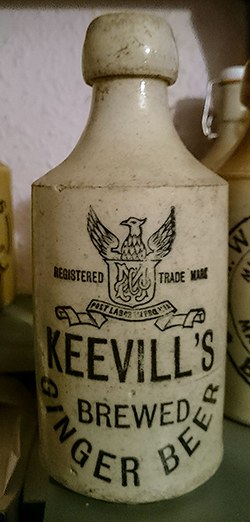 REGISTERED TRADE MARK
KEEVILL'S
BREWED
GINGER BEER